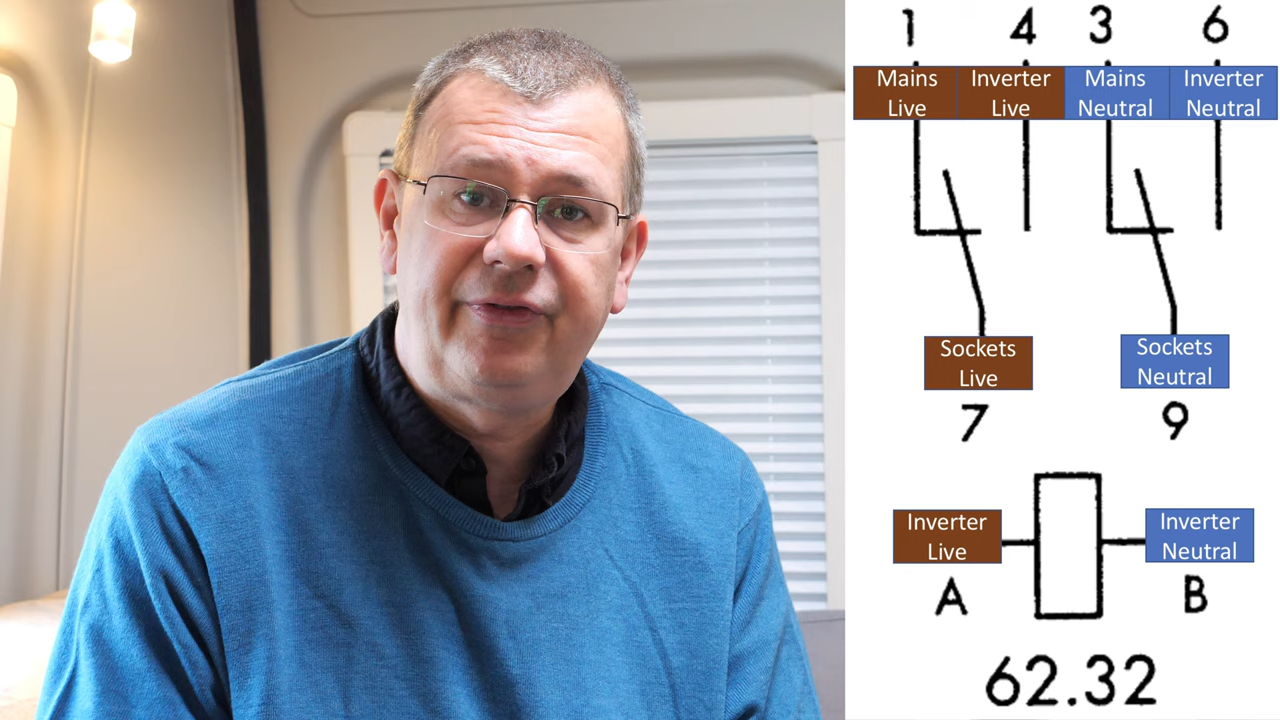 1 4 3 6
Mains Live
Inverter Live
Mains Neutral
Inverter Neutral
Sockets Live
Sockets Neutral
7 9
Inverter Live
Inverter Neutral
A B
62.32